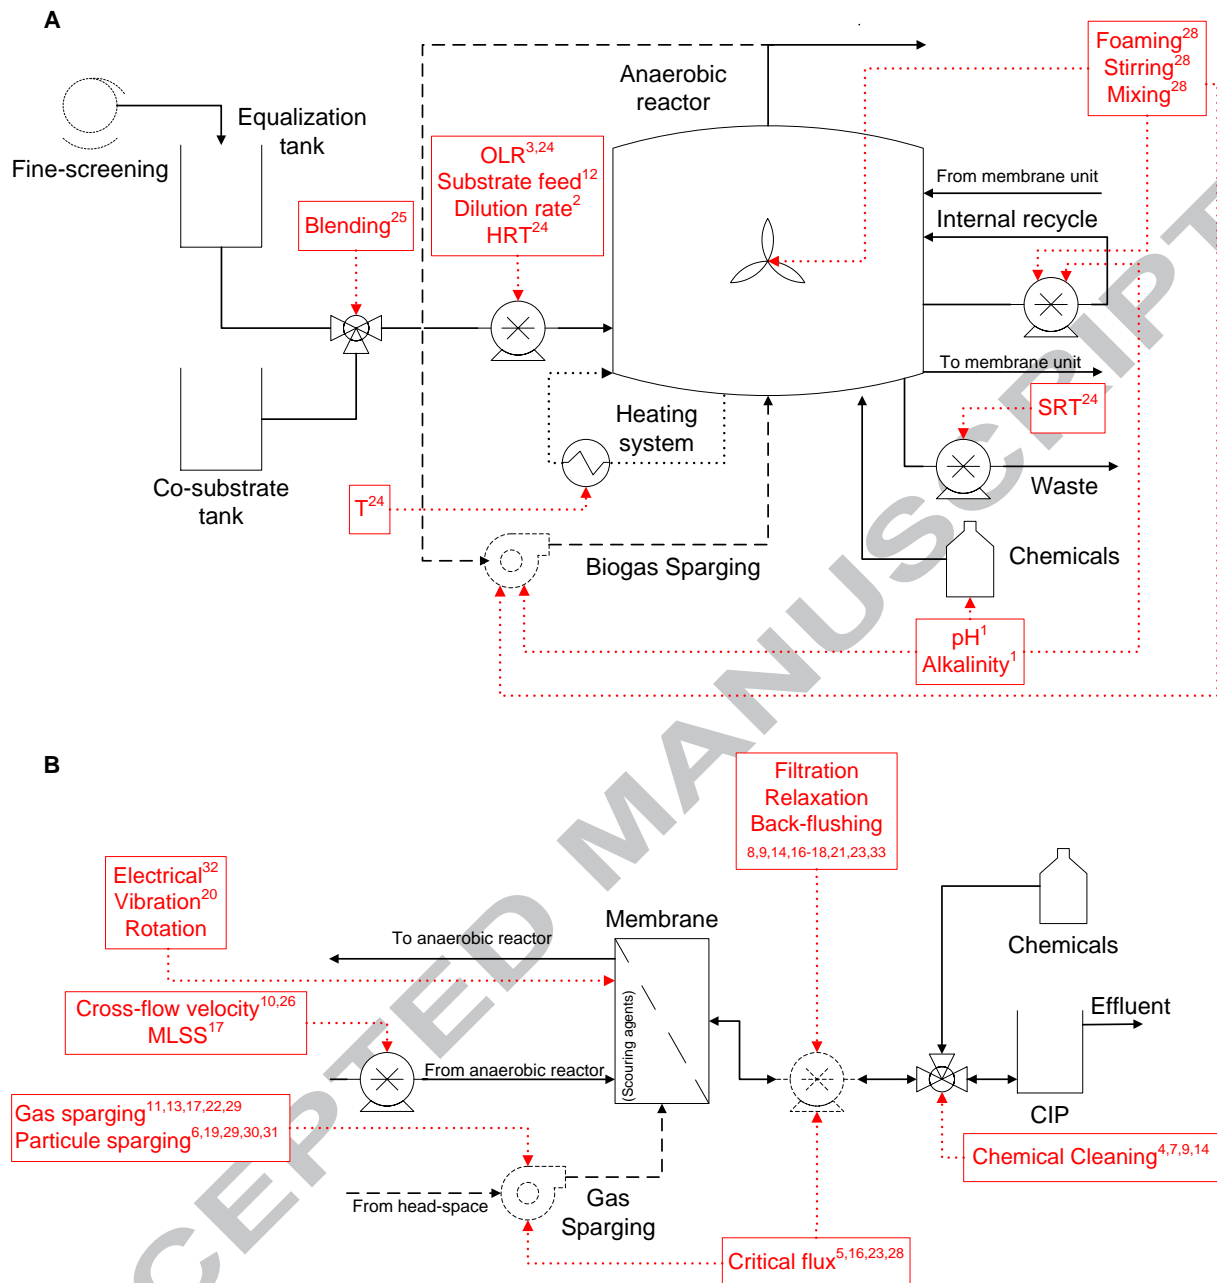 A
Fine-screening
Equalization
tank
Blending25
OLR3,24
Substrate feed12
Dilution rate2
HRT24
Anaerobic
reactor
Foaming28
Stirring28
Mixing28
From membrane unit
Internal recycle
To membrane unit
SRT24
Waste
Heating
system
Co-substrate
tank
T24
Biogas Sparging
Chemicals
pH1
Alkalinity1
B
Filtration
Relaxation
Back-flushing
8,9,14,16-18,21,23,33
Electrical32
Vibration20
Rotation
To anaerobic reactor
Membrane
(Scouring agents)
Chemicals
Cross-flow velocity10,26
MLSS17
From anaerobic reactor
Effluent
CIP
Gas sparging11,13,17,22,29
Particule sparging6,19,29,30,31
Chemical Cleaning4,7,9,14
From head-space
Gas
Sparging
Critical flux5,16,23,28
CEPTED MANUSCRIPT